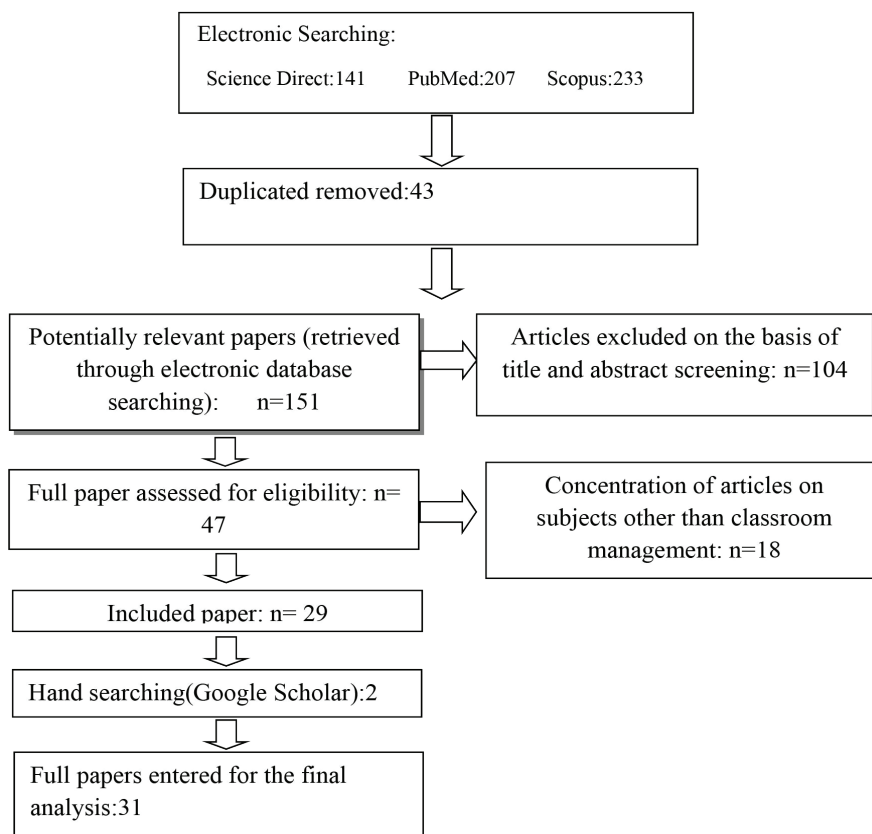 Electronic Searching:
Science Direct:141 PubMed:207 Scopus:233
Duplicated removed:43
Potentially relevant papers (retrieved
through electronic database
searching): n=151
Articles excluded on the basis of
title and abstract screening: n=104
Full paper assessed for eligibility: n=
47
Concentration of articles on
subjects other than classroom
management: n=18
Included paper: n= 29
Hand searching(Google Scholar):2
Full papers entered for the final
analysis:31